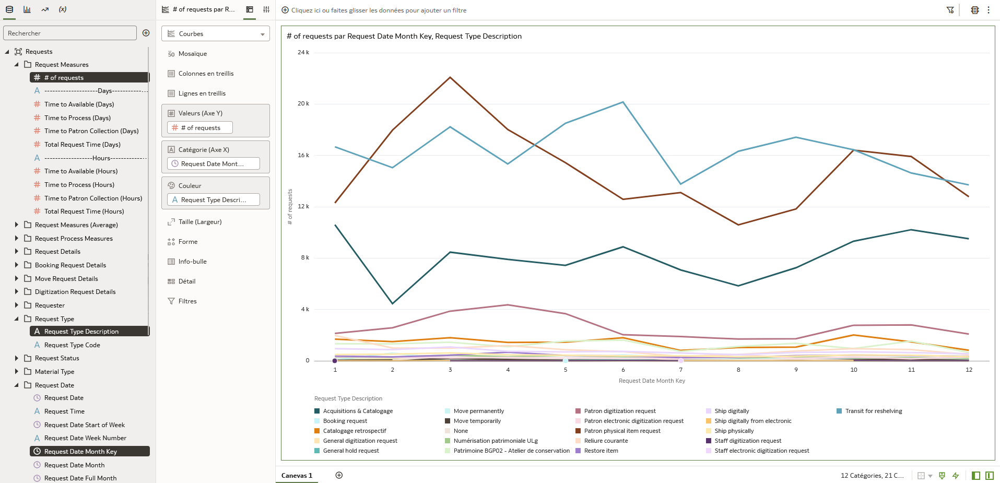 (x)
# of requests par R...
Cliquez ici ou faites glisser les données pour ajouter un filtre
Rechercher
Requests
Request Measures
# of requests
--------------------Days-----------...
Time to Available (Days)
Time to Process (Days)
Time to Patron Collection (Days)
Total Request Time (Days)
------------------Hours------------...
Time to Available (Hours)
Time to Process (Hours)
Time to Patron Collection (Hours)
Total Request Time (Hours)
Request Measures (Average)
Request Process Measures
Request Details
Booking Request Details
Move Request Details
Digitization Request Details
Requester
Request Type
Request Type Description
Request Type Code
Request Status
Material Type
Request Date
Request Date
Request Time
Request Date Start of Week
Request Date Week Number
Request Date Month Key
Request Date Month
Request Date Full Month
Courbes
Mosaïque
Colonnes en treillis
Lignes en treillis
Valeurs (Axe Y)
# of requests
Catégorie (Axe X)
Request Date Mont...
Couleur
Request Type Descri...
Taille (Largeur)
Forme
Info-bulle
Détail
Filtres
# of requests par Request Date Month Key, Request Type Description
24 k
20 k
16 k
12 k
8 k
4 k
0
# of requests
1 2 3 4 5 6 7 8 9 10 11 12
Request Date Month Key
Request Type Description
Acquisitions & Catalogage
Booking request
Catalogage retrospectif
General digitization request
General hold request
Move permanently
Move temporarily
None
Numérisation patrimoniale ULg
Patrimoine BGP02 - Atelier de conservation
Patron digitization request
Patron electronic digitization request
Patron physical item request
Reliure courante
Restore item
Ship digitally
Ship digitally from electronic
Ship physically
Staff digitization request
Staff electronic digitization request
Transit for reshelving
Canevas 1
12 Catégories, 21 C...